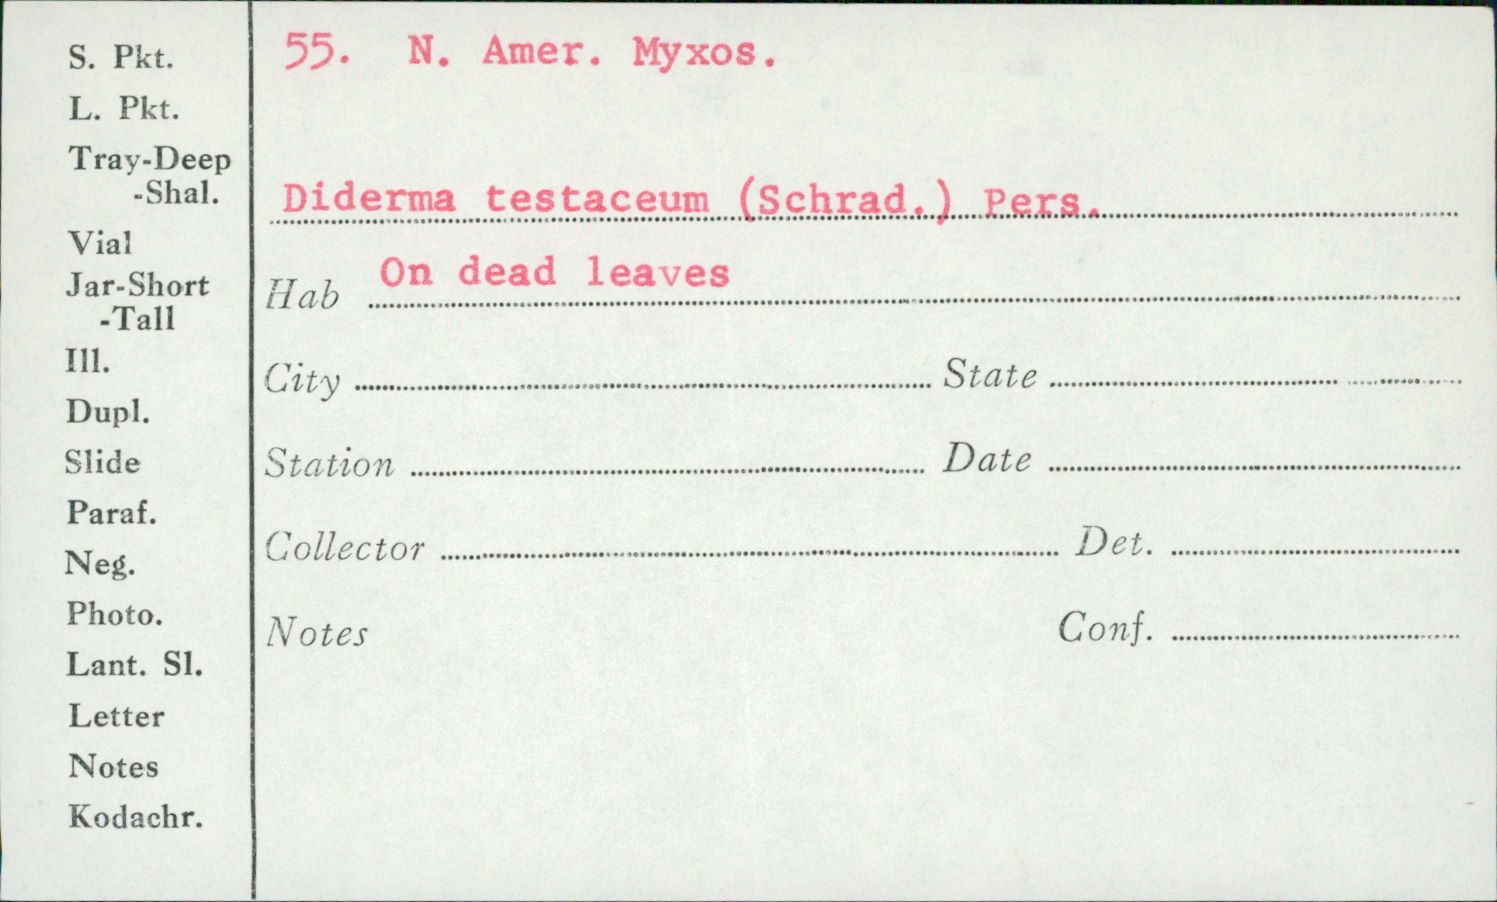 S. Pkt.
L. Pkt.
Tray-Deep
-Shal.
Vial
Jar-Short
-Tall
Ill.
Dupl.
Slide
Paraf.
Neg.
Photo.
Lant. Sl.
Letter
Notes
Kodachr.
55. N. Amer. Myxos.
Diderma testaceum (Schrad.) Pers.
Hab On dead leaves
City State
Station Date
Collector Det.
Notes Conf.